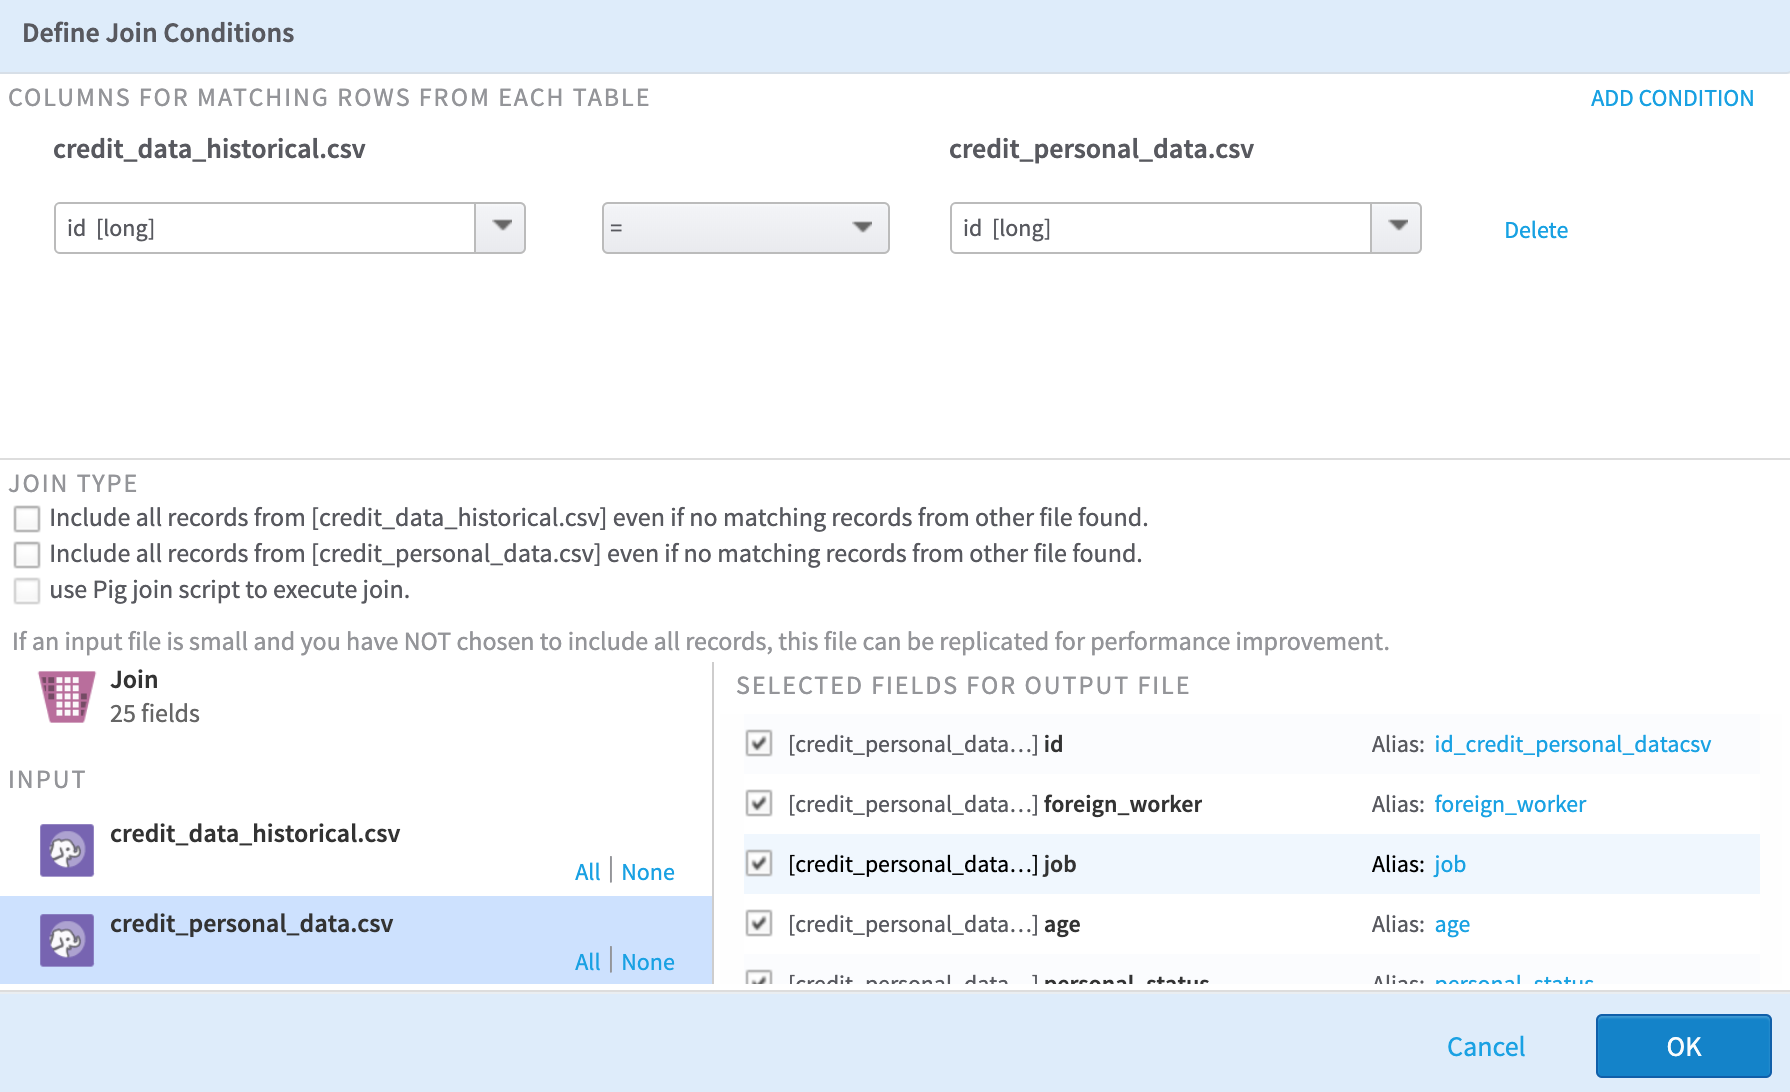 Define Join Conditions
COLUMNS FOR MATCHING ROWS FROM EACH TABLE
ADD CONDITION
credit_data_historical.csv
credit_personal_data.csv
id [long]
=
id [long]
Delete
JOIN TYPE
Include all records from [credit_data_historical.csv] even if no matching records from other file found.
Include all records from [credit_personal_data.csv] even if no matching records from other file found.
use Pig join script to execute join.
If an input file is small and you have NOT chosen to include all records, this file can be replicated for performance improvement.
Join
25 fields
INPUT
credit_data_historical.csv
All | None
credit_personal_data.csv
All | None
SELECTED FIELDS FOR OUTPUT FILE
[credit_personal_data...] id Alias: id_credit_personal_datacsv
[credit_personal_data...] foreign_worker Alias: foreign_worker
[credit_personal_data...] job Alias: job
[credit_personal_data...] age Alias: age
[credit_personal_data...] personal_status Alias: personal_status
Cancel
OK